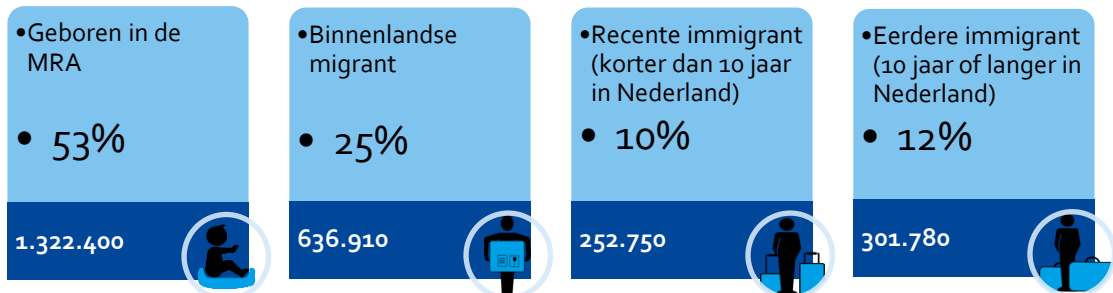 •Geboren in de
MRA
• 53%
1.322.400
•Binnenlandse
migrant
• 25%
636.910
•Recente immigrant
(korter dan 10 jaar
in Nederland)
• 10%
252.750
•Eerdere immigrant
(10 jaar of langer in
Nederland)
• 12%
301.780